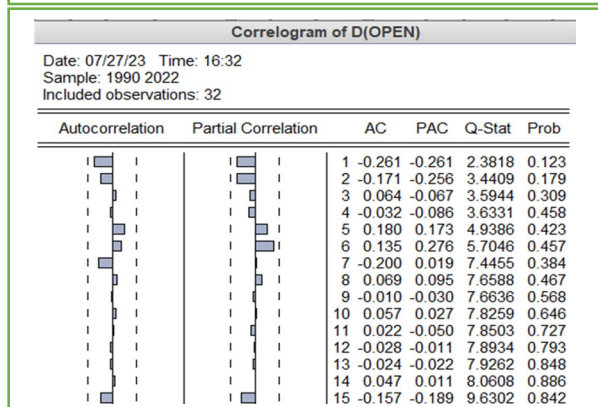 Correlogram of D(OPEN)
Date: 07/27/23 Time: 16:32
Sample: 1990 2022
Included observations: 32
Autocorrelation Partial Correlation AC PAC Q-Stat Prob
1 -0.261 -0.261 2.3818 0.123
2 -0.171 -0.256 3.4409 0.179
3 0.064 -0.067 3.5944 0.309
4 -0.032 -0.086 3.6331 0.458
5 0.180 0.173 4.9386 0.423
6 0.135 0.276 5.7046 0.457
7 -0.200 0.019 7.4455 0.384
8 0.069 0.095 7.6588 0.467
9 -0.010 -0.030 7.6636 0.568
10 0.057 0.027 7.8259 0.646
11 0.022 -0.050 7.8503 0.727
12 -0.028 -0.011 7.8934 0.793
13 -0.024 -0.022 7.9262 0.848
14 0.047 0.011 8.0608 0.886
15 -0.157 -0.189 9.6302 0.842